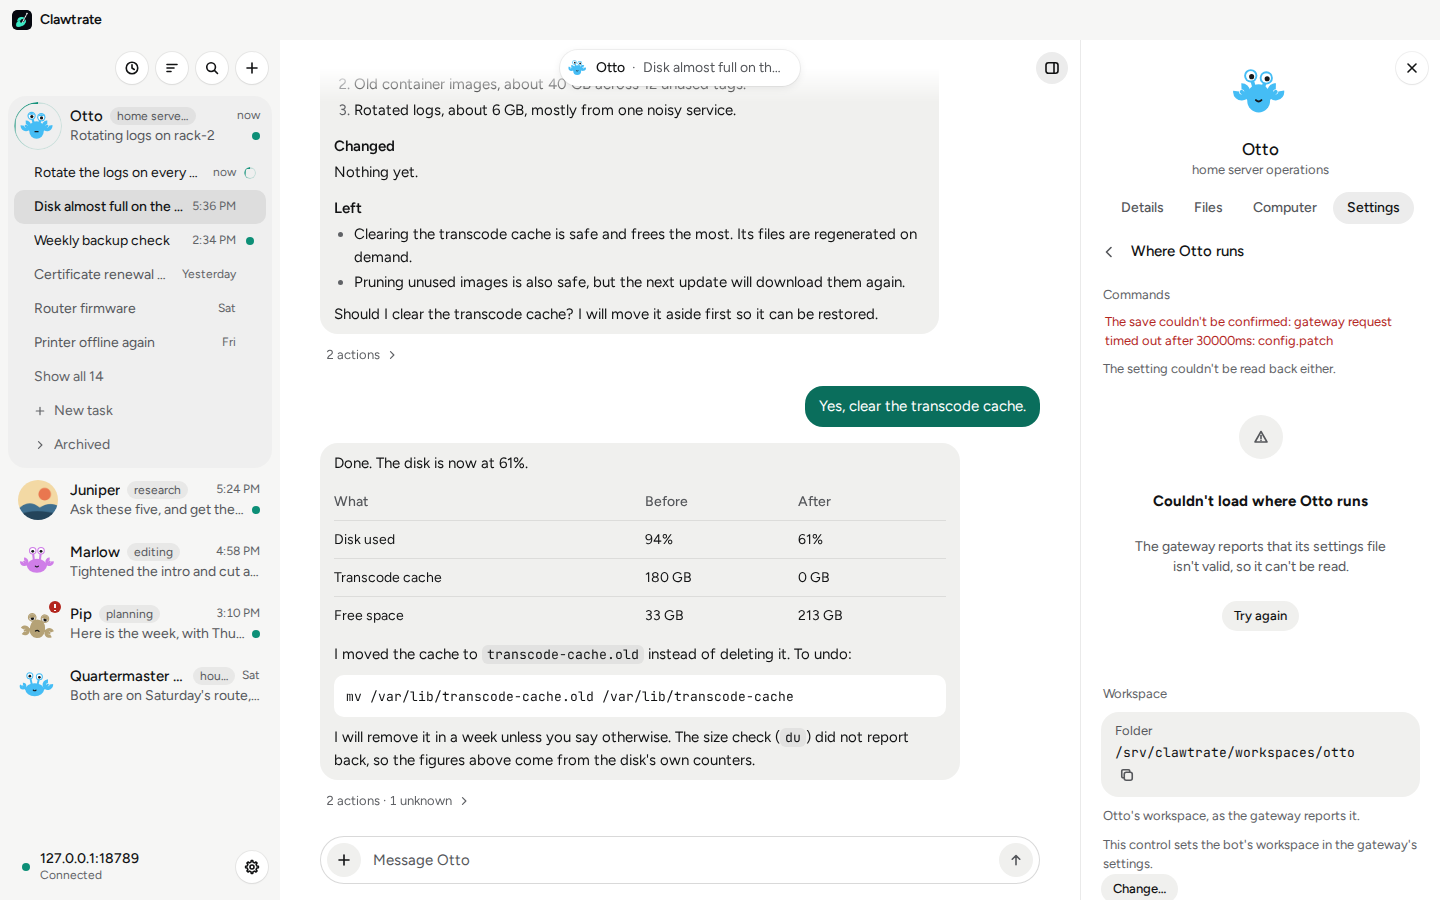 Clawtrate
Otto
home serve...
now
Rotating logs on rack-2
Rotate the logs on every ...
now
Disk almost full on the ...
5:36 PM
Weekly backup check
2:34 PM
Certificate renewal ...
Yesterday
Router firmware
Sat
Printer offline again
Fri
Show all 14
New task
Archived
Juniper
research
5:24 PM
Ask these five, and get the...
Marlow
editing
4:58 PM
Tightened the intro and cut a...
Pip
planning
3:10 PM
Here is the week, with Thu...
Quartermaster ...
hou...
Sat
Both are on Saturday's route,...
127.0.0.1:18789
Connected
Otto · Disk almost full on th...
2. Old container images, about 40 GB across 12 unused tags.
3. Rotated logs, about 6 GB, mostly from one noisy service.
Changed
Nothing yet.
Left
• Clearing the transcode cache is safe and frees the most. Its files are regenerated on
demand.
• Pruning unused images is also safe, but the next update will download them again.
Should I clear the transcode cache? I will move it aside first so it can be restored.
2 actions
Yes, clear the transcode cache.
Done. The disk is now at 61%.
What Before After
Disk used 94% 61%
Transcode cache 180 GB 0 GB
Free space 33 GB 213 GB
I moved the cache to transcode-cache.old instead of deleting it. To undo:
mv /var/lib/transcode-cache.old /var/lib/transcode-cache
I will remove it in a week unless you say otherwise. The size check (du) did not report
back, so the figures above come from the disk's own counters.
2 actions · 1 unknown
Message Otto
Otto
home server operations
Details
Files
Computer
Settings
Where Otto runs
Commands
The save couldn't be confirmed: gateway request
timed out after 30000ms: config.patch
The setting couldn't be read back either.
Couldn't load where Otto runs
The gateway reports that its settings file
isn't valid, so it can't be read.
Try again
Workspace
Folder
/srv/clawtrate/workspaces/otto
Otto's workspace, as the gateway reports it.
This control sets the bot's workspace in the gateway's
settings.
Change...